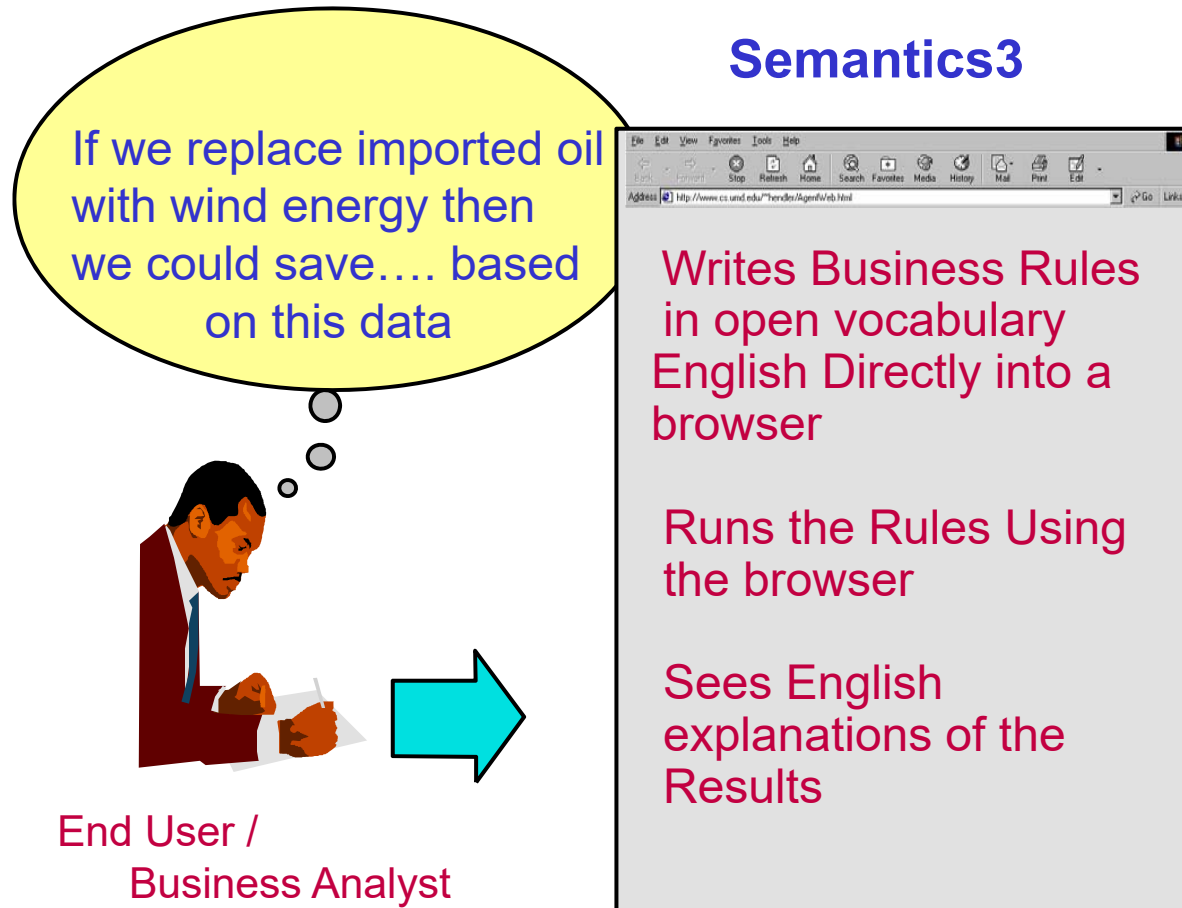 Semantics3
If we replace imported oil
with wind energy then
we could save…. based
on this data
File Edit View Favorites Tools Help
Back Forward Stop Refresh Home Search Favorites Media History Mail Print Edit
Address http://www.cs.umd.edu/~hendler/AgentWeb.html Go Links
Writes Business Rules
in open vocabulary
English Directly into a
browser
Runs the Rules Using
the browser
Sees English
explanations of the
Results
End User /
Business Analyst